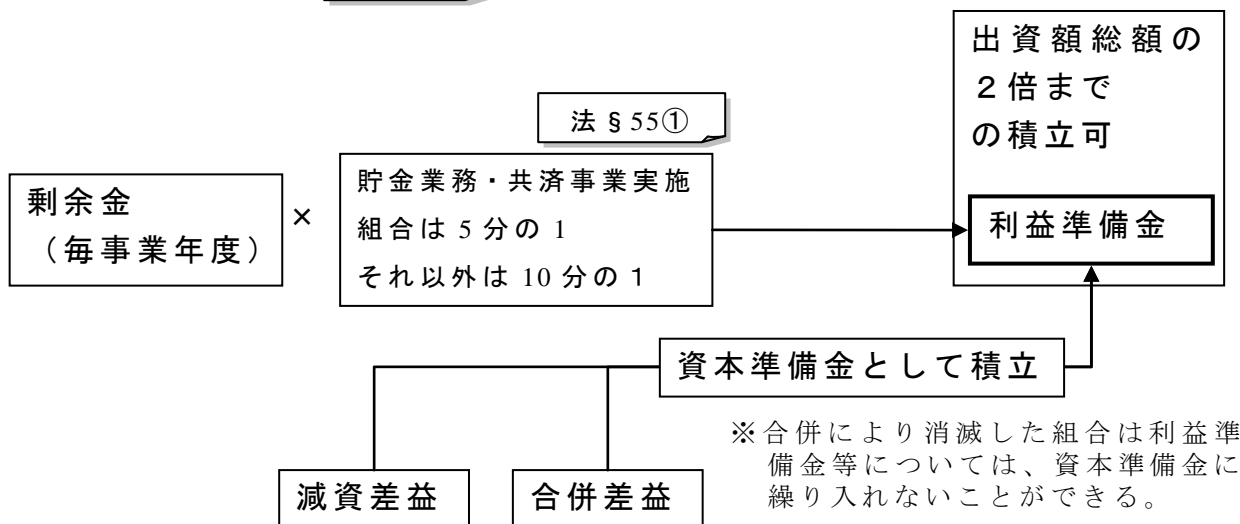 出資額総額の
２倍まで
の積立可
法§55①
剰余金
（毎事業年度）
×
貯金業務・共済事業実施
組合は5分の1
それ以外は10分の１
利益準備金
資本準備金として積立
※合併により消滅した組合は利益準
備金等については、資本準備金に
繰り入れないことができる。
減資差益
合併差益